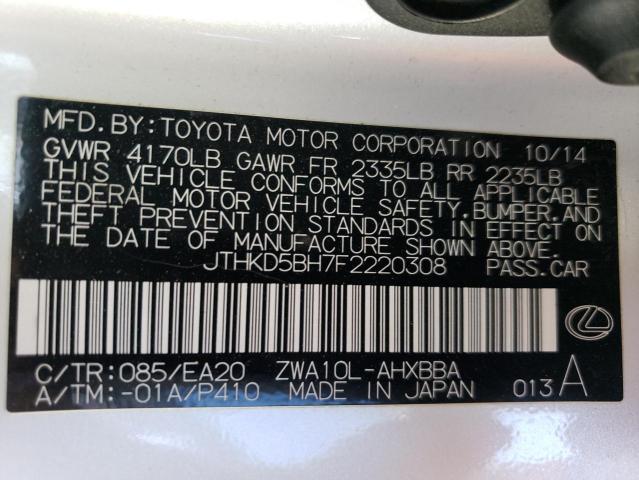 MFD.BY:TOYOTA MOTOR CORPORATION 10/14
GVWR 4170LB GAWR FR 2335LB RR 2235LB
THIS VEHICLE CONFORMS TO ALL APPLICABLE
FEDERAL MOTOR VEHICLE SAFETY,BUMPER,AND
THEFT PREVENTION STANDARDS IN EFFECT ON
THE DATE OF MANUFACTURE SHOWN ABOVE.
JTHKD5BH7F2220308 PASS.CAR
C/TR:085/EA20 ZWA10L-AHXBBA
A/TM:-01A/P410 MADE IN JAPAN 013 A